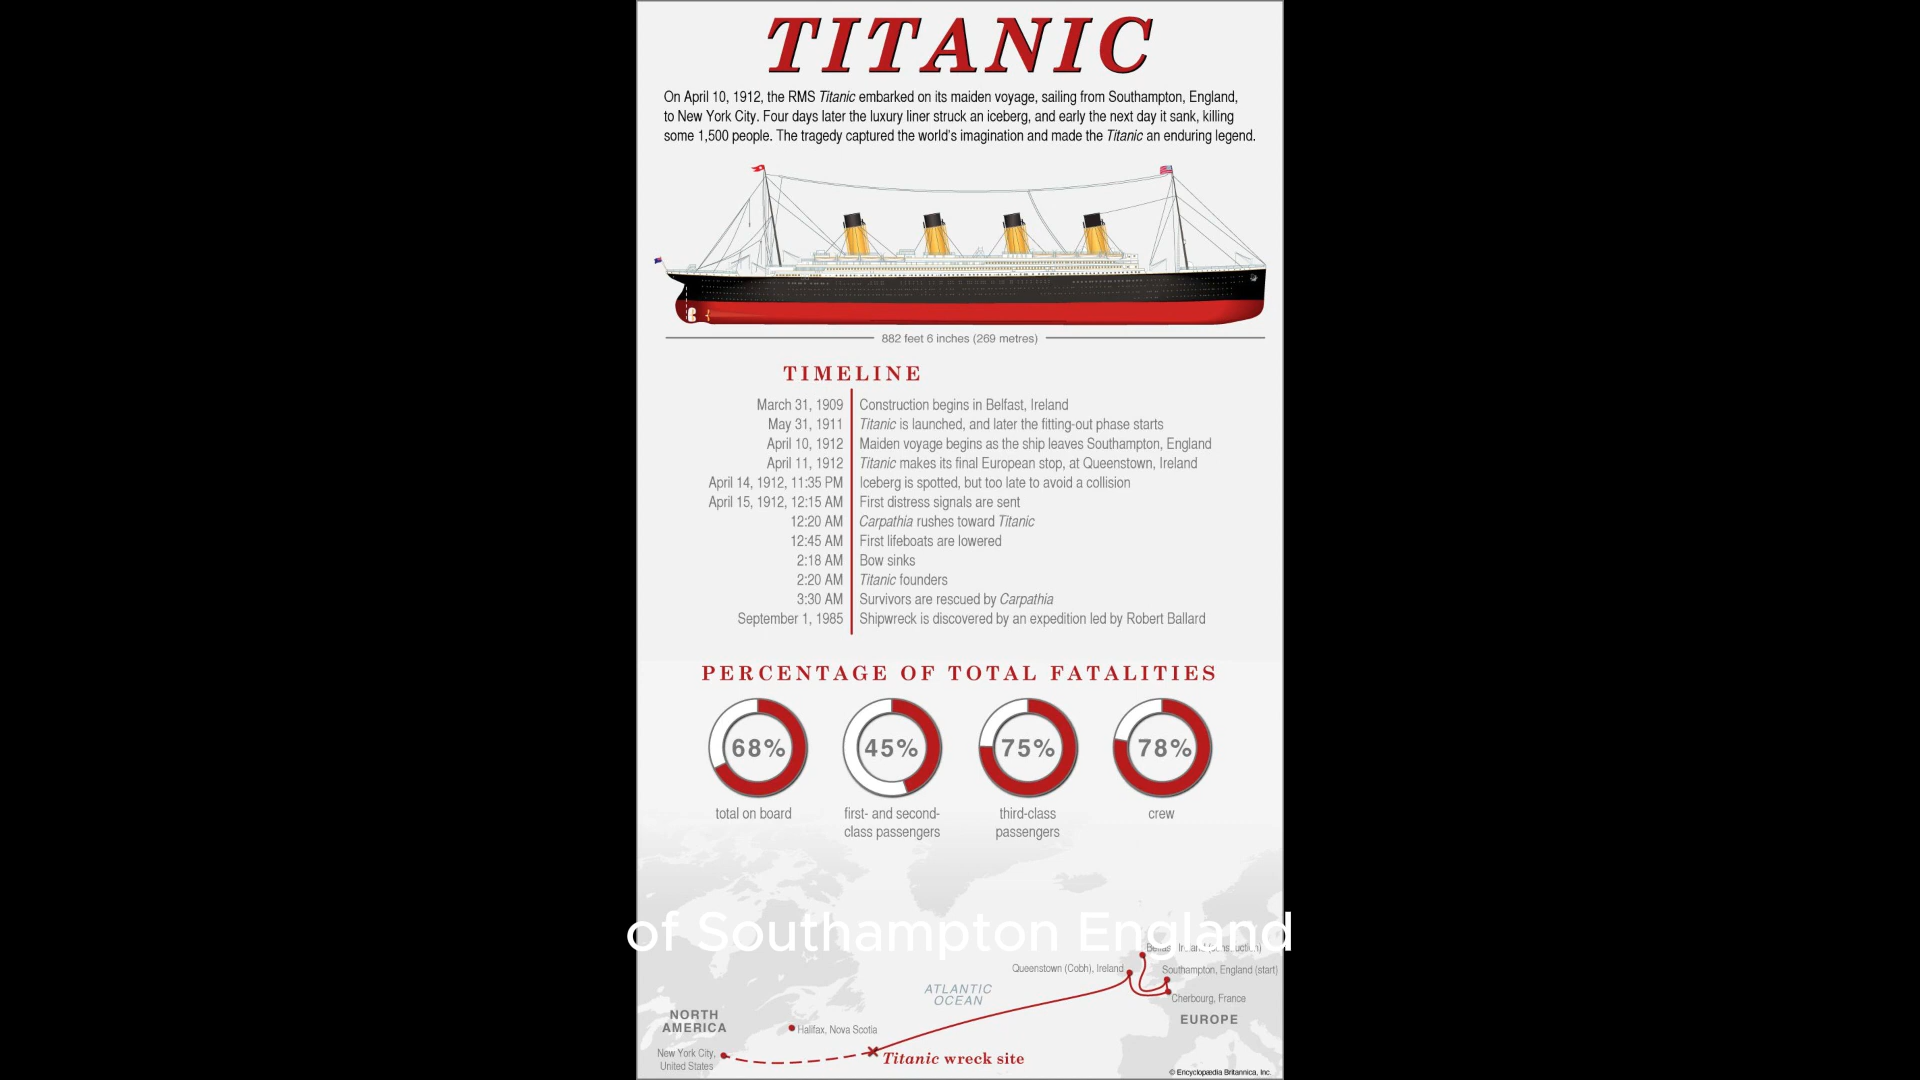 TITANIC
On April 10, 1912, the RMS Titanic embarked on its maiden voyage, sailing from Southampton, England,
to New York City. Four days later the luxury liner struck an iceberg, and early the next day it sank, killing
some 1,500 people. The tragedy captured the world's imagination and made the Titanic an enduring legend.
882 feet 6 inches (269 metres)
TIMELINE
March 31, 1909 Construction begins in Belfast, Ireland
May 31, 1911 Titanic is launched, and later the fitting-out phase starts
April 10, 1912 Maiden voyage begins as the ship leaves Southampton, England
April 11, 1912 Titanic makes its final European stop, at Queenstown, Ireland
April 14, 1912, 11:35 PM Iceberg is spotted, but too late to avoid a collision
April 15, 1912, 12:15 AM First distress signals are sent
12:20 AM Carpathia rushes toward Titanic
12:45 AM First lifeboats are lowered
2:18 AM Bow sinks
2:20 AM Titanic founders
3:30 AM Survivors are rescued by Carpathia
September 1, 1985 Shipwreck is discovered by an expedition led by Robert Ballard
PERCENTAGE OF TOTAL FATALITIES
68% 45% 75% 78%
total on board
first- and second-
class passengers
third-class
passengers
crew
of Southampton England
Belfast, Ireland (construction)
Queenstown (Cobh), Ireland
Southampton, England (start)
Cherbourg, France
ATLANTIC
OCEAN
EUROPE
NORTH
AMERICA
Halifax, Nova Scotia
New York City,
United States
Titanic wreck site
© Encyclopædia Britannica, Inc.